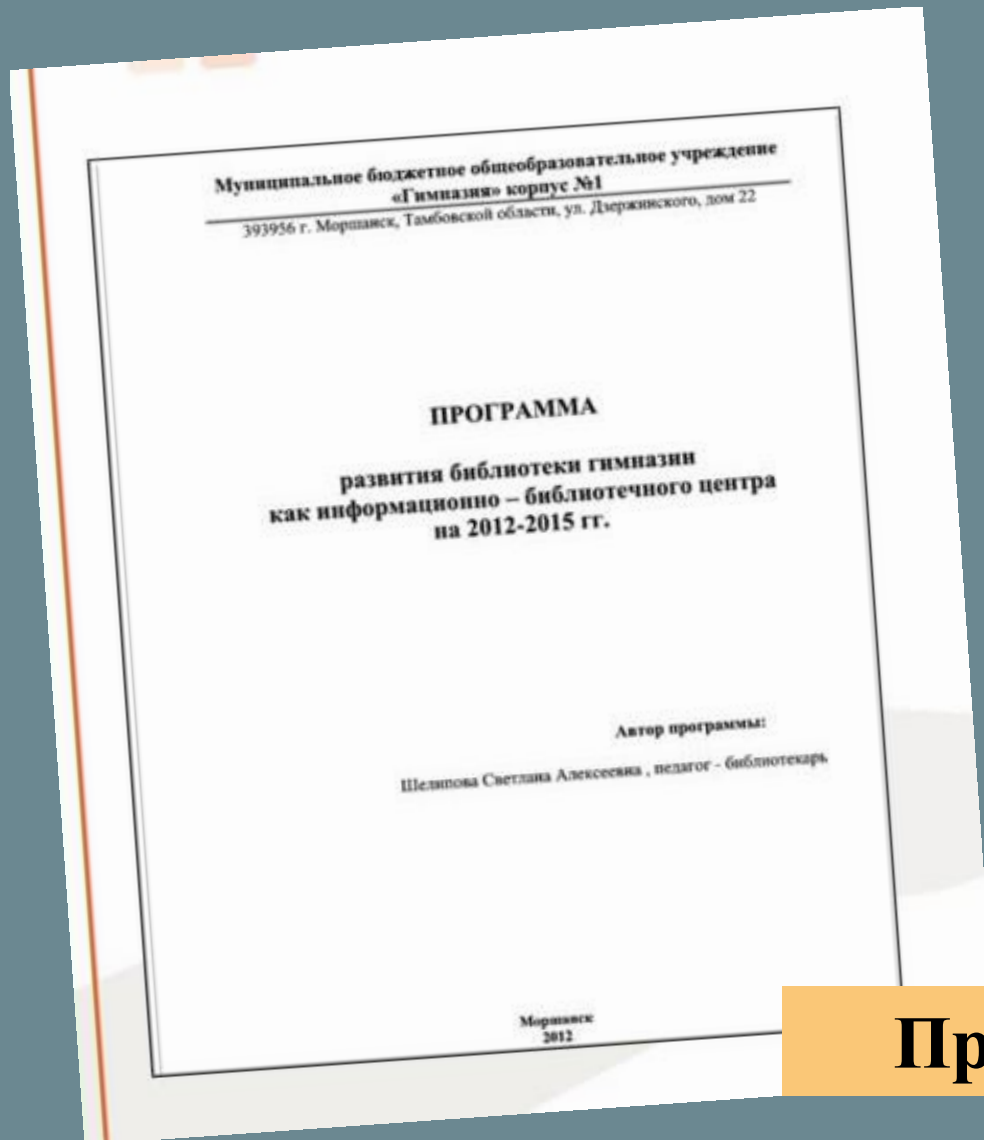 Муниципальное бюджетное общеобразовательное учреждение
«Гимназия» корпус №1
393956 г. Моршанск, Тамбовской области, ул. Дзержинского, дом 22
ПРОГРАММА
развития библиотеки гимназии
как информационно – библиотечного центра
на 2012-2015 гг.
Автор программы:
Шелипова Светлана Алексеевна , педагог - библиотекарь
Моршанск
2012
Пр